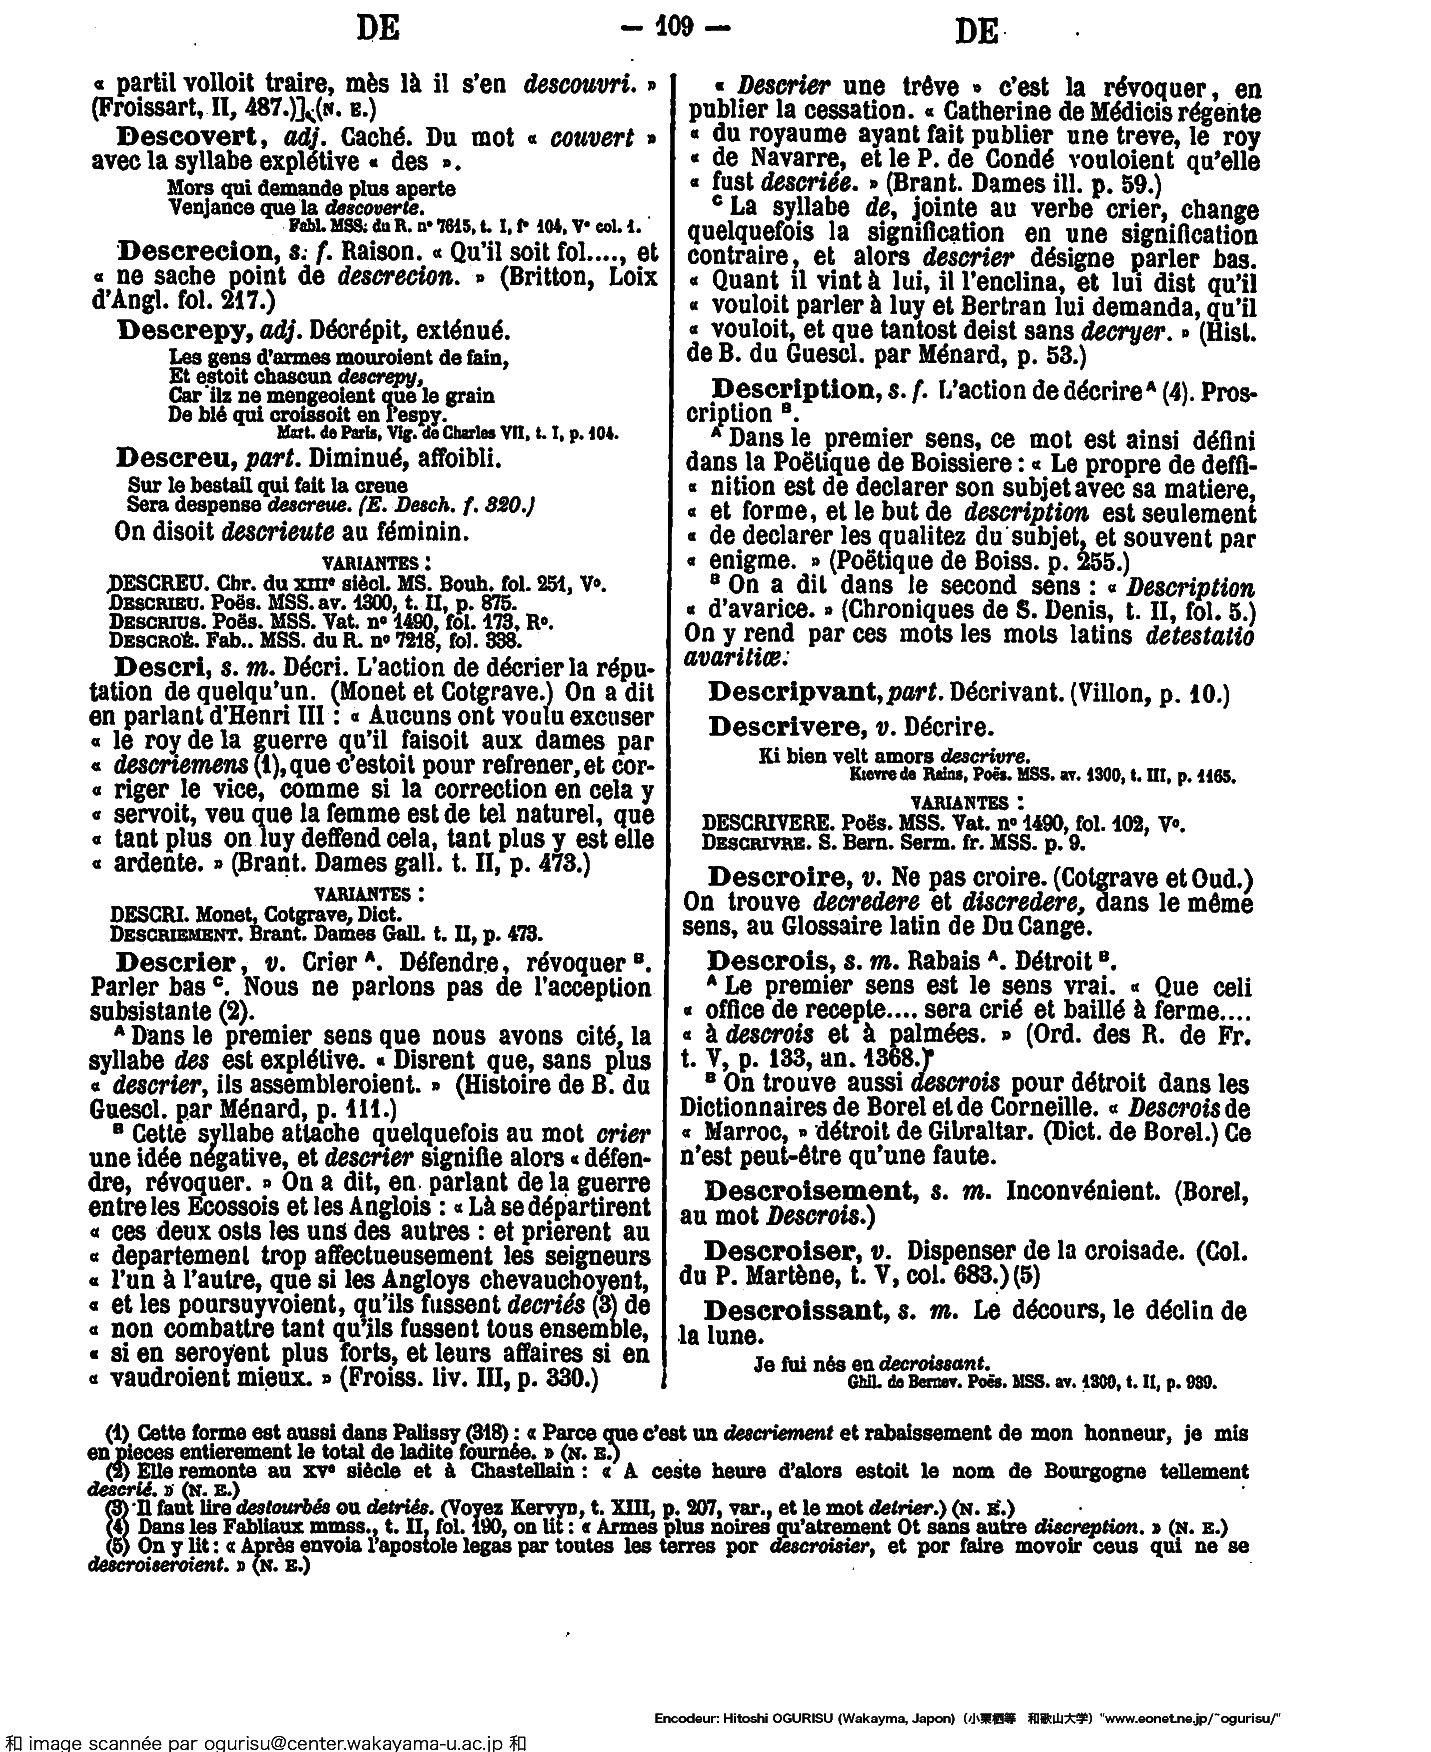 DE — 109 — DE
« partil volloit traire, mès là il s'en descouvri. »
(Froissart, II, 487.)] (N. E.)
Descovert, adj. Caché. Du mot « couvert »
avec la syllabe explétive « des ».
Mors qui demande plus aperte
Venjance que la descoverte.
Fabl. MSS. du R. nº 7615, t. I, fº 104, Vº col. 1.
Descrecion, s. f. Raison. « Qu'il soit fol...., et
« ne sache point de descrecion. » (Britton, Loix
d'Angl. fol. 217.)
Descrepy, adj. Décrépit, exténué.
Les gens d'armes mouroient de fain,
Et estoit chascun descrepy,
Car ilz ne mengeoient que le grain
De blé qui croissoit en l'espy.
Mart. de Paris, Vig. de Charles VII, t. I, p. 104.
Descreu, part. Diminué, affoibli.
Sur le bestail qui fait la creue
Sera despense descreue. (E. Desch. f. 320.)
On disoit descrieute au féminin.
VARIANTES :
DESCREU. Chr. du XIIIe siècl. MS. Bouh. fol. 251, Vº.
DESCRIEU. Poës. MSS. av. 1300, t. II, p. 875.
DESCRIUS. Poës. MSS. Vat. nº 1490, fol. 173, Rº.
DESCROÉ. Fab.. MSS. du R. nº 7218, fol. 338.
Descri, s. m. Décri. L'action de décrier la répu-
tation de quelqu'un. (Monet et Cotgrave.) On a dit
en parlant d'Henri III : « Aucuns ont voulu excuser
« le roy de la guerre qu'il faisoit aux dames par
« descriemens (1), que c'estoit pour refrener, et cor-
« riger le vice, comme si la correction en cela y
« servoit, veu que la femme est de tel naturel, que
« tant plus on luy deffend cela, tant plus y est elle
« ardente. » (Brant. Dames gall. t. II, p. 473.)
VARIANTES :
DESCRI. Monet, Cotgrave, Dict.
DESCRIEMENT. Brant. Dames Gall. t. II, p. 473.
Descrier, v. Crier A. Défendre, révoquer B.
Parler bas C. Nous ne parlons pas de l'acception
subsistante (2).
A Dans le premier sens que nous avons cité, la
syllabe des est explétive. « Disrent que, sans plus
« descrier, ils assembleroient. » (Histoire de B. du
Guescl. par Ménard, p. 111.)
B Cette syllabe attache quelquefois au mot crier
une idée négative, et descrier signifie alors « défen-
dre, révoquer. » On a dit, en parlant de la guerre
entre les Ecossois et les Anglois : « Là se départirent
« ces deux osts les uns des autres : et prierent au
« departement trop affectueusement les seigneurs
« l'un à l'autre, que si les Angloys chevauchoyent,
« et les poursuyvoient, qu'ils fussent decriés (3) de
« non combattre tant qu'ils fussent tous ensemble,
« si en seroyent plus forts, et leurs affaires si en
« vaudroient mieux. » (Froiss. liv. III, p. 330.)
« Descrier une trêve » c'est la révoquer, en
publier la cessation. « Catherine de Médicis régente
« du royaume ayant fait publier une treve, le roy
« de Navarre, et le P. de Condé vouloient qu'elle
« fust descriée. » (Brant. Dames ill. p. 59.)
C La syllabe de, jointe au verbe crier, change
quelquefois la signification en une signification
contraire, et alors descrier désigne parler bas.
« Quant il vint à lui, il l'enclina, et lui dist qu'il
« vouloit parler à luy et Bertran lui demanda, qu'il
« vouloit, et que tantost deist sans decryer. » (Hist.
de B. du Guescl. par Ménard, p. 53.)
Description, s. f. L'action de décrire A (4). Pros-
cription B.
A Dans le premier sens, ce mot est ainsi défini
dans la Poëtique de Boissiere : « Le propre de deffi-
« nition est de declarer son subjet avec sa matiere,
« et forme, et le but de description est seulement
« de declarer les qualitez du subjet, et souvent par
« enigme. » (Poëtique de Boiss. p. 255.)
B On a dit dans le second sens : « Description
« d'avarice. » (Chroniques de S. Denis, t. II, fol. 5.)
On y rend par ces mots les mots latins detestatio
avaritiæ.
Descripvant, part. Décrivant. (Villon, p. 10.)
Descrivere, v. Décrire.
Ki bien velt amors descrivre.
Kievre de Rains, Poës. MSS. av. 1300, t. III, p. 1165.
VARIANTES :
DESCRIVERE. Poës. MSS. Vat. nº 1490, fol. 102, Vº.
DESCRIVRE. S. Bern. Serm. fr. MSS. p. 9.
Descroire, v. Ne pas croire. (Cotgrave et Oud.)
On trouve decredere et discredere, dans le même
sens, au Glossaire latin de Du Cange.
Descrois, s. m. Rabais A. Détroit B.
A Le premier sens est le sens vrai. « Que celi
« office de recepte.... sera crié et baillé à ferme....
« à descrois et à palmées. » (Ord. des R. de Fr.
t. V, p. 133, an. 1368.)
B On trouve aussi descrois pour détroit dans les
Dictionnaires de Borel et de Corneille. « Descrois de
« Marroc, » détroit de Gibraltar. (Dict. de Borel.) Ce
n'est peut-être qu'une faute.
Descroisement, s. m. Inconvénient. (Borel,
au mot Descrois.)
Descroiser, v. Dispenser de la croisade. (Col.
du P. Martène, t. V, col. 683.) (5)
Descroissant, s. m. Le décours, le déclin de
la lune.
Je fui nés en decroissant.
Ghil. de Bernev. Poës. MSS. av. 1300, t. II, p. 939.
(1) Cette forme est aussi dans Palissy (318) : « Parce que c'est un descriement et rabaissement de mon honneur, je mis
en pieces entierement le total de ladite fournée. » (N. E.)
(2) Elle remonte au XVe siècle et à Chastellain : « A ceste heure d'alors estoit le nom de Bourgogne tellement
descrié. » (N. E.)
(3) Il faut lire destourbés ou detriés. (Voyez Kervyn, t. XIII, p. 207, var., et le mot detrier.) (N. E.)
(4) Dans les Fabliaux mmss., t. II, fol. 190, on lit : « Armes plus noires qu'atrement Ot sans autre discreption. » (N. E.)
(5) On y lit : « Après envoia l'apostole legas par toutes les terres por descroisier, et por faire movoir ceus qui ne se
descroiseroient. » (N. E.)
Encodeur: Hitoshi OGURISU (Wakayma, Japon) (小栗栖等 和歌山大学) "www.eonet.ne.jp/~ogurisu/"
和 image scannée par ogurisu@center.wakayama-u.ac.jp 和